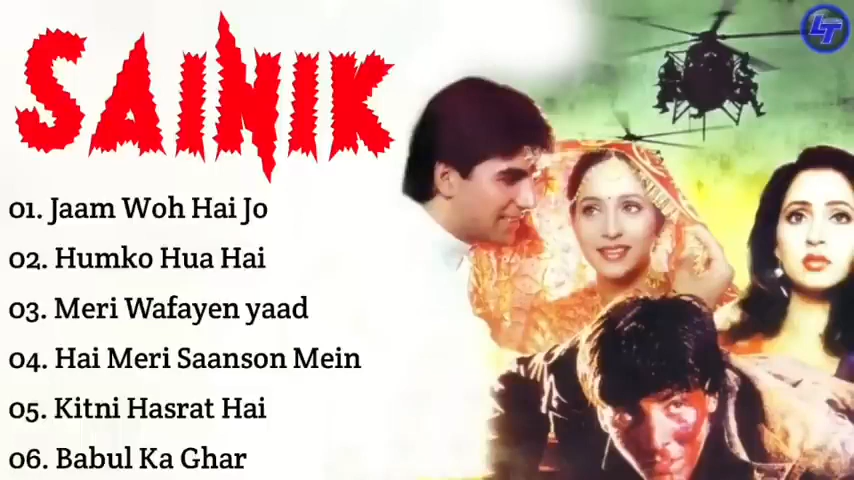 SAINIK
01. Jaam Woh Hai Jo
02. Humko Hua Hai
03. Meri Wafayen yaad
04. Hai Meri Saanson Mein
05. Kitni Hasrat Hai
06. Babul Ka Ghar
LT